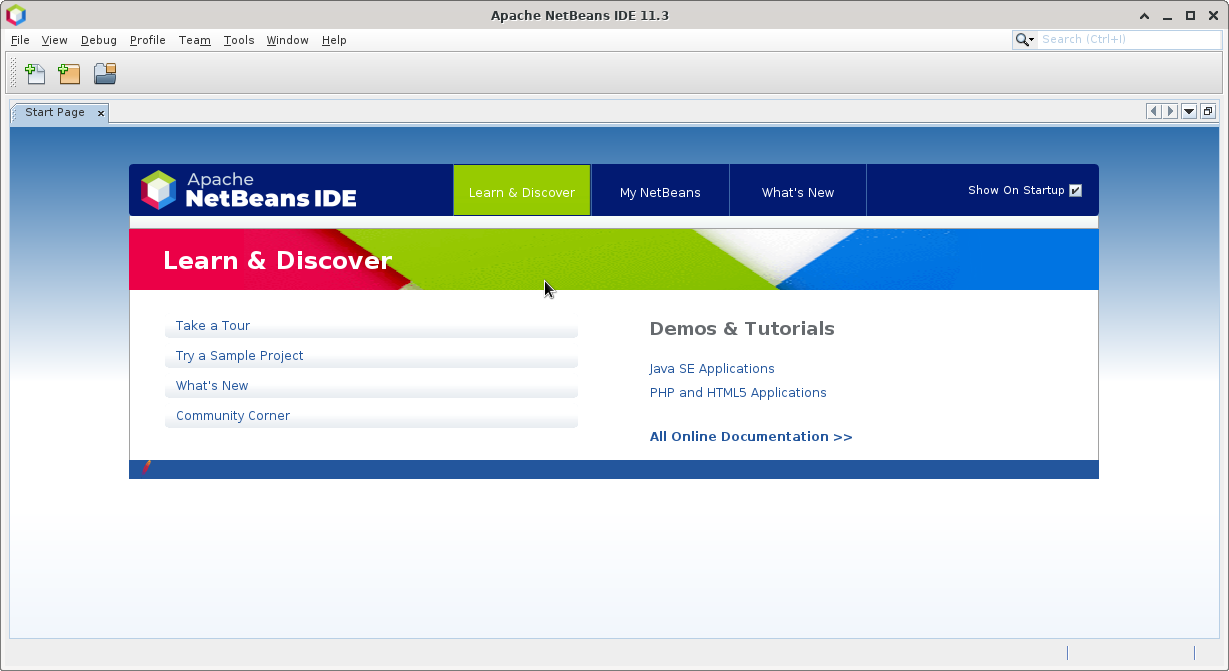 Apache NetBeans IDE 11.3
File View Debug Profile Team Tools Window Help Search (Ctrl+I)
Start Page
Apache
NetBeans IDE
Learn & Discover My NetBeans What's New Show On Startup
Learn & Discover
Take a Tour
Try a Sample Project
What's New
Community Corner
Demos & Tutorials
Java SE Applications
PHP and HTML5 Applications
All Online Documentation >>